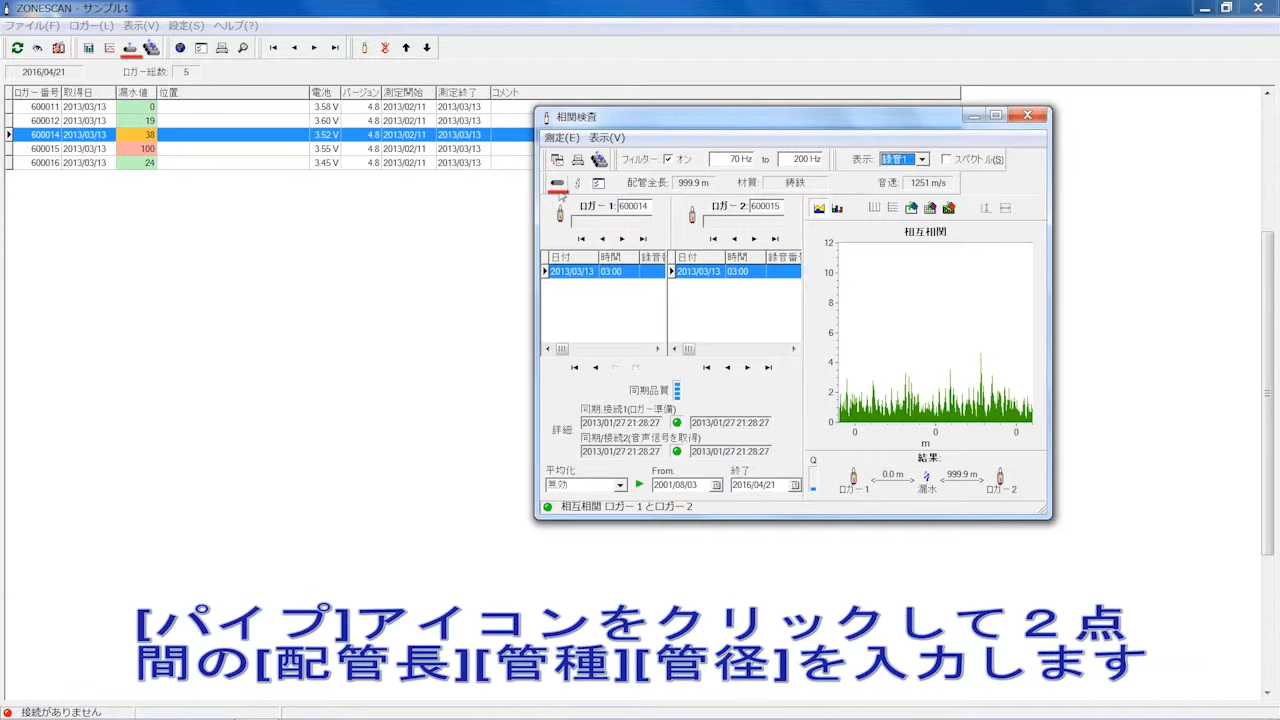 ZONESCAN - サンプル1
ファイル(F) ロガー(L) 表示(V) 設定(S) ヘルプ(?)
2016/04/21 ロガー総数: 5
ロガー番号 取得日 漏水値 位置 電池 バージョン 測定開始 測定終了 コメント
600011 2013/03/13 0 3.58 V 4.8 2013/02/11 2013/03/13
600012 2013/03/13 19 3.60 V 4.8 2013/02/11 2013/03/13
600014 2013/03/13 38 3.52 V 4.8 2013/02/11 2013/03/13
600015 2013/03/13 100 3.55 V 4.8 2013/02/11 2013/03/13
600016 2013/03/13 24 3.45 V 4.8 2013/02/11 2013/03/13
相関検査
測定(E) 表示(V)
フィルター: オン 70 Hz to 200 Hz 表示: 録音1 スペクトル(S)
配管全長: 999.9 m 材質: 鋳鉄 音速: 1251 m/s
ロガー 1: 600014 ロガー 2: 600015
日付 時間 録音番 日付 時間 録音番号
2013/03/13 03:00 2013/03/13 03:00
同期品質
同期:接続1(ロガー準備)
詳細 2013/01/27 21:28:27 2013/01/27 21:28:27
同期/接続2(音声信号を取得)
2013/01/27 21:28:27 2013/01/27 21:28:27
平均化 From: 終了
無効 2001/08/03 2016/04/21
相互相関
12
10
8
6
4
2
0
0 0 0
m
Q 結果:
0.0 m 999.9 m
ロガー1 漏水 ロガー2
相互相関 ロガー 1 とロガー 2
[パイプ]アイコンをクリックして２点
間の[配管長][管種][管径]を入力します
接続がありません